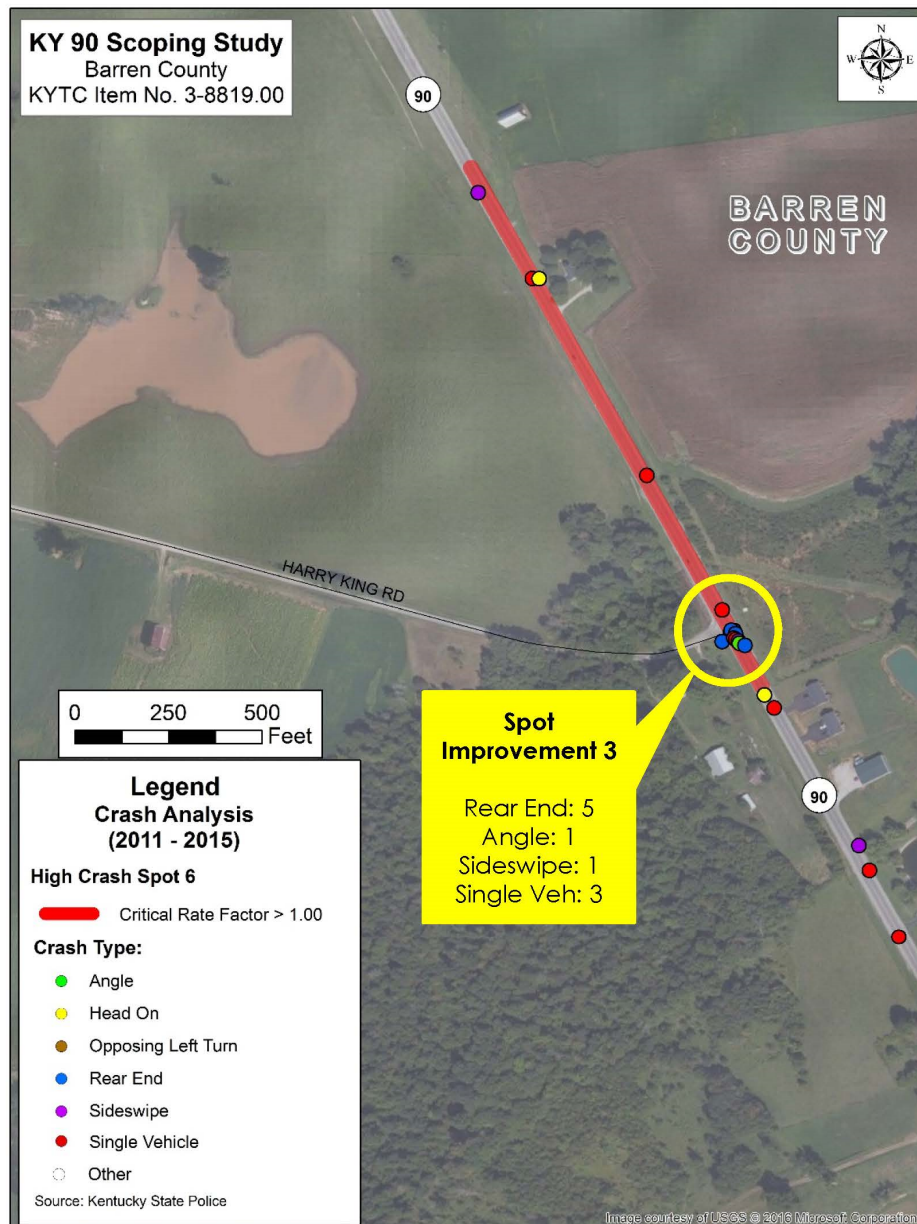 KY 90 Scoping Study
Barren County
KYTC Item No. 3-8819.00
N
W E
S
90
BARREN
COUNTY
HARRY KING RD
0 250 500
Feet
Spot
Improvement 3
Rear End: 5
Angle: 1
Sideswipe: 1
Single Veh: 3
90
Legend
Crash Analysis
(2011 - 2015)
High Crash Spot 6
Critical Rate Factor > 1.00
Crash Type:
Angle
Head On
Opposing Left Turn
Rear End
Sideswipe
Single Vehicle
Other
Source: Kentucky State Police
Image courtesy of USGS © 2016 Microsoft Corporation